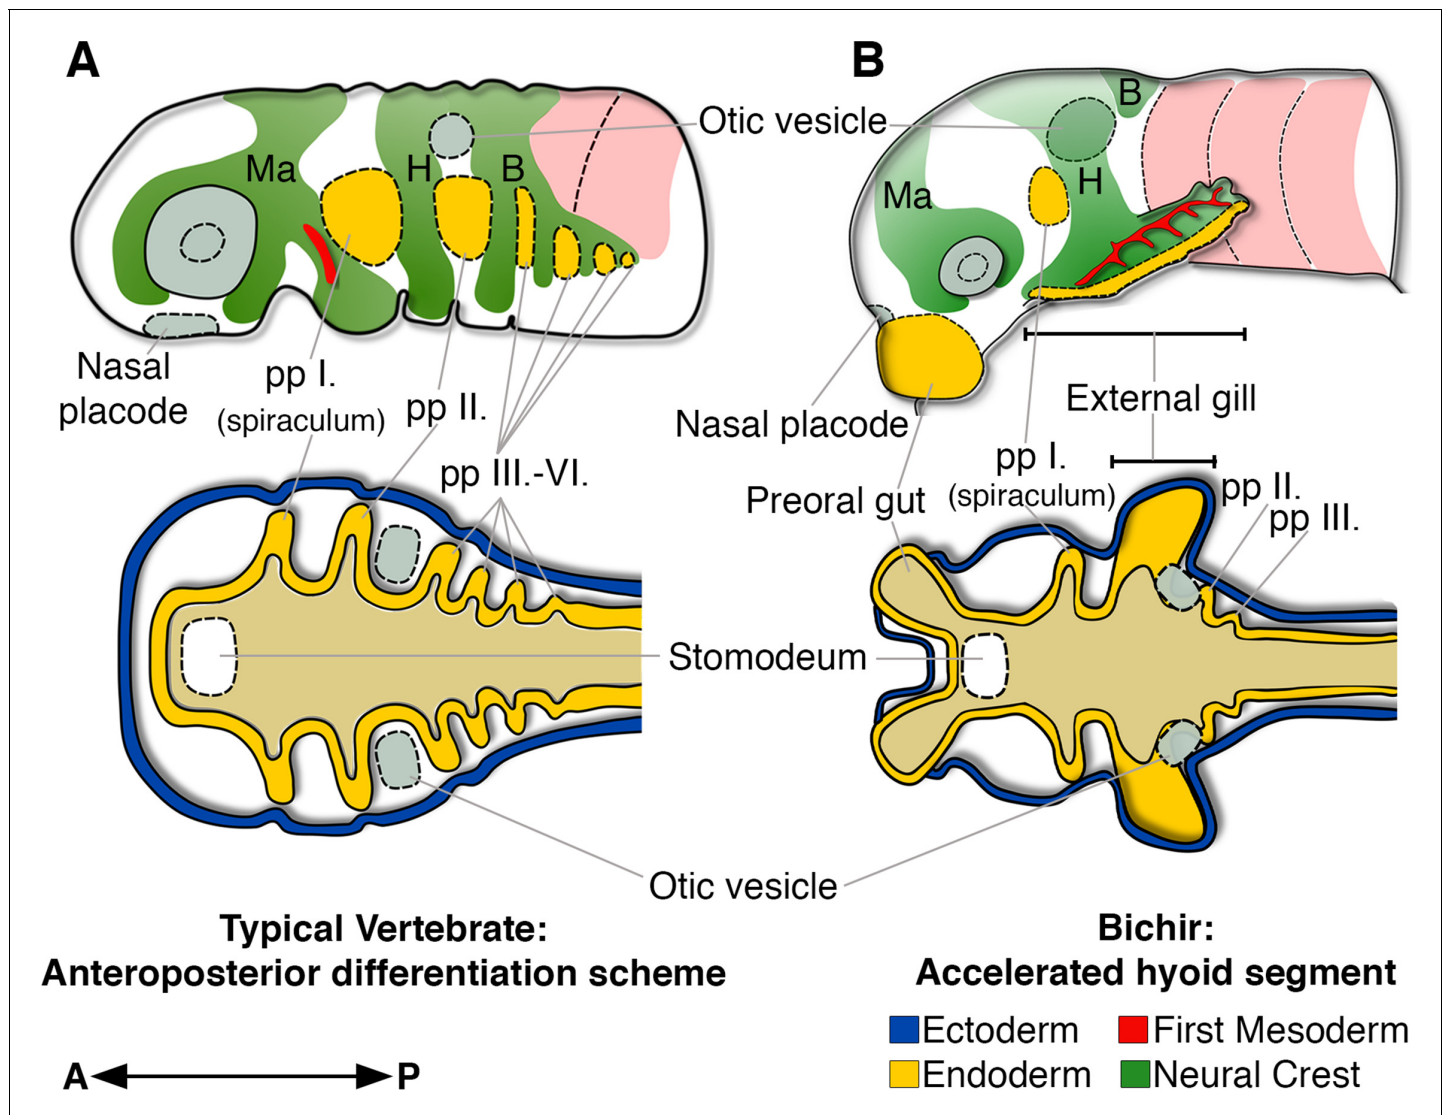 A
B
Otic vesicle
Ma
H
B
Ma
H
B
Nasal
placode
pp I.
(spiraculum)
pp II.
pp III.-VI.
Nasal placode
External gill
Preoral gut
pp I.
(spiraculum)
pp II.
pp III.
Stomodeum
Otic vesicle
Typical Vertebrate:
Anteroposterior differentiation scheme
Bichir:
Accelerated hyoid segment
Ectoderm
First Mesoderm
Endoderm
Neural Crest
A
P